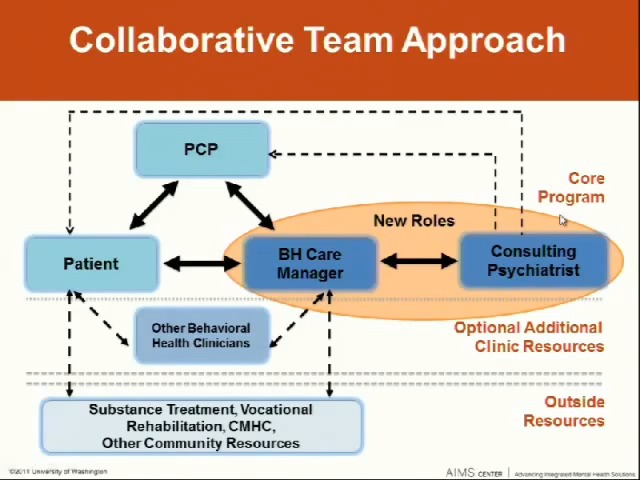 Collaborative Team Approach
PCP
Core
Program
New Roles
Patient
BH Care
Manager
Consulting
Psychiatrist
Other Behavioral
Health Clinicians
Optional Additional
Clinic Resources
Substance Treatment, Vocational
Rehabilitation, CMHC,
Other Community Resources
Outside
Resources
©2011 University of Washington
AIMS CENTER | Advancing Integrated Mental Health Solutions